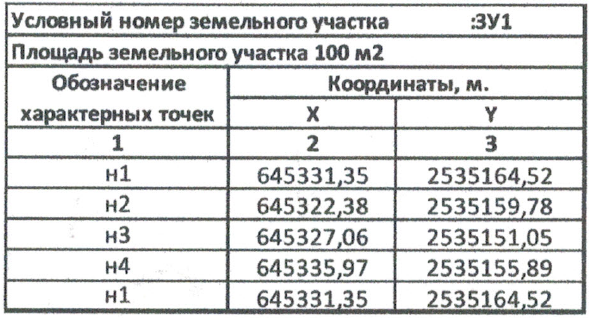 Условный номер земельного участка :ЗУ1
Площадь земельного участка 100 м2
Обозначение характерных точек Координаты, м.
X Y
1 2 3
н1 645331,35 2535164,52
н2 645322,38 2535159,78
н3 645327,06 2535151,05
н4 645335,97 2535155,89
н1 645331,35 2535164,52